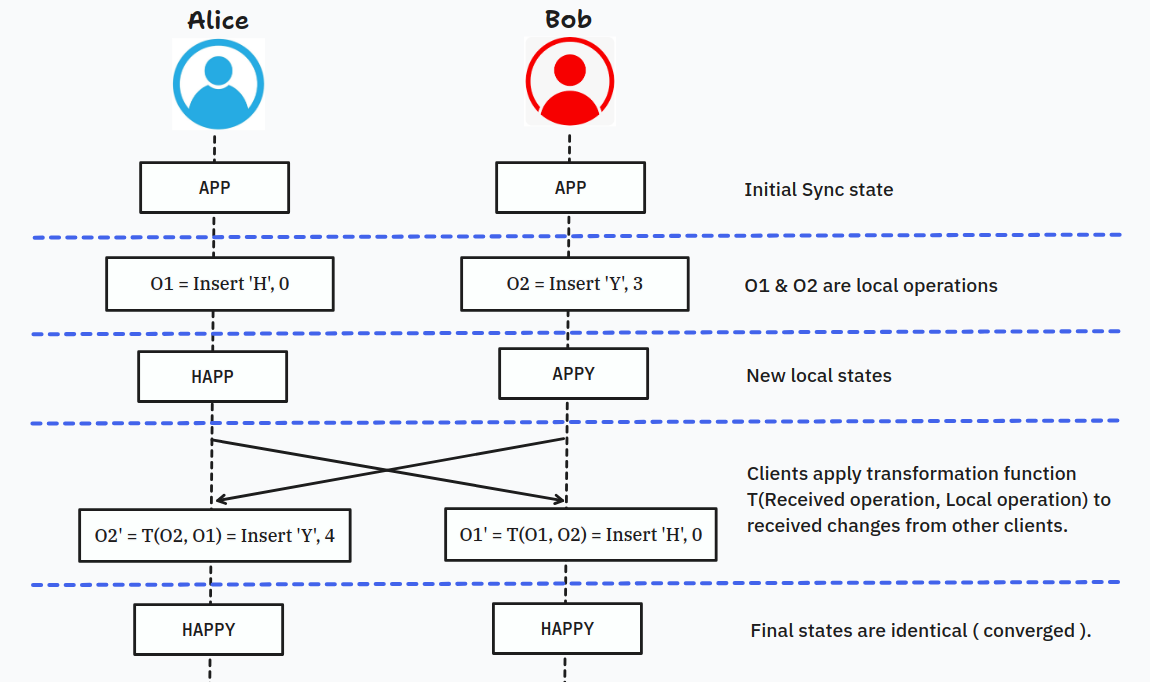 Alice
Bob
APP
APP
Initial Sync state
O1 = Insert 'H', 0
O2 = Insert 'Y', 3
O1 & O2 are local operations
HAPP
APPY
New local states
Clients apply transformation function
T(Received operation, Local operation) to
received changes from other clients.
O2' = T(O2, O1) = Insert 'Y', 4
O1' = T(O1, O2) = Insert 'H', 0
HAPPY
HAPPY
Final states are identical ( converged ).